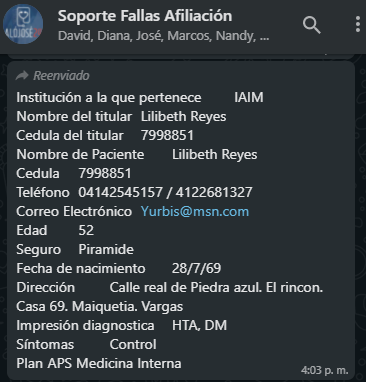 Soporte Fallas Afiliación
David, Diana, José, Marcos, Nandy, ...
ALÓJOSÉ
Reenviado
Institución a la que pertenece IAIM
Nombre del titular Lilibeth Reyes
Cedula del titular 7998851
Nombre de Paciente Lilibeth Reyes
Cedula 7998851
Teléfono 04142545157 / 4122681327
Correo Electrónico Yurbis@msn.com
Edad 52
Seguro Piramide
Fecha de nacimiento 28/7/69
Dirección Calle real de Piedra azul. El rincon.
Casa 69. Maiquetia. Vargas
Impresión diagnostica HTA, DM
Síntomas Control
Plan APS Medicina Interna
4:03 p. m.